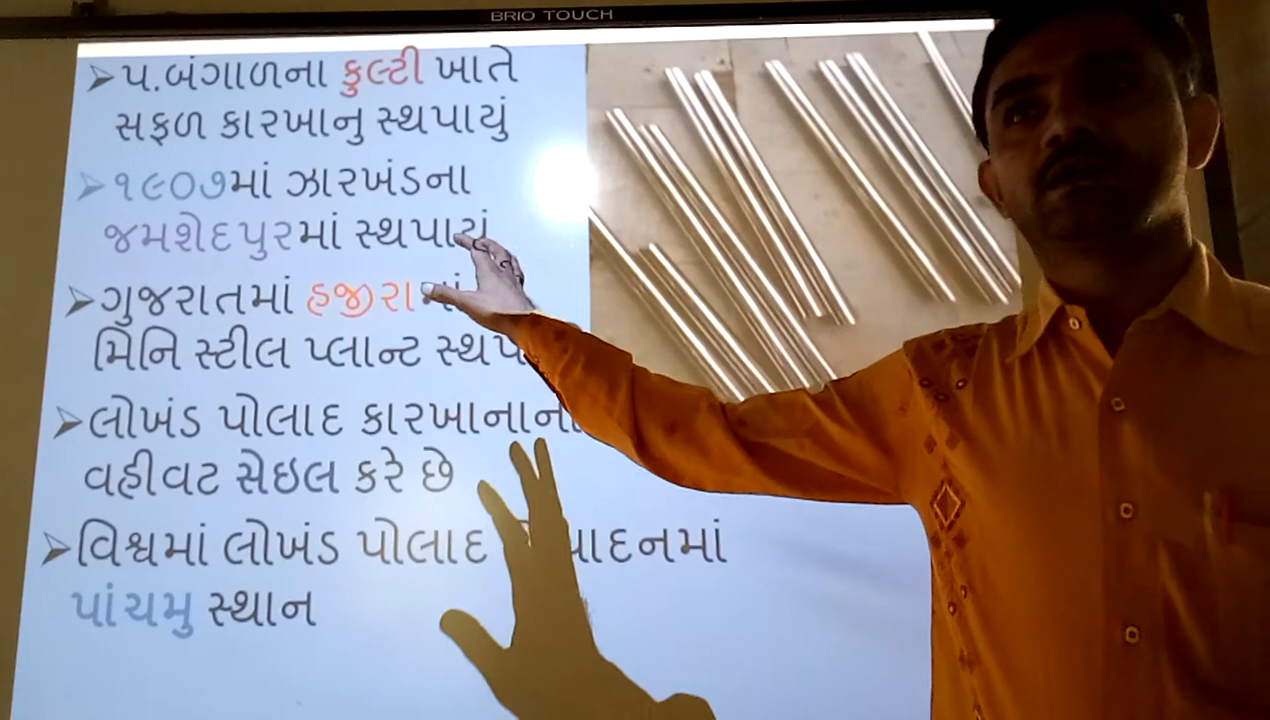 BRIO TOUCH
➢પ.બંગાળના કુલ્ટી ખાતે
સફળ કારખાનુ સ્થપાયું
➢૧૯૦૭માં ઝારખંડના
જમશેદપુરમાં સ્થપાયું
➢ગુજરાતમાં હજીરામાં
મિનિ સ્ટીલ પ્લાન્ટ
➢લોખંડ પોલાદ
વહીવટ સેઇલ કરે છે
➢વિશ્વમાં લોખંડ પોલાદ
પાંચમુ સ્થાન